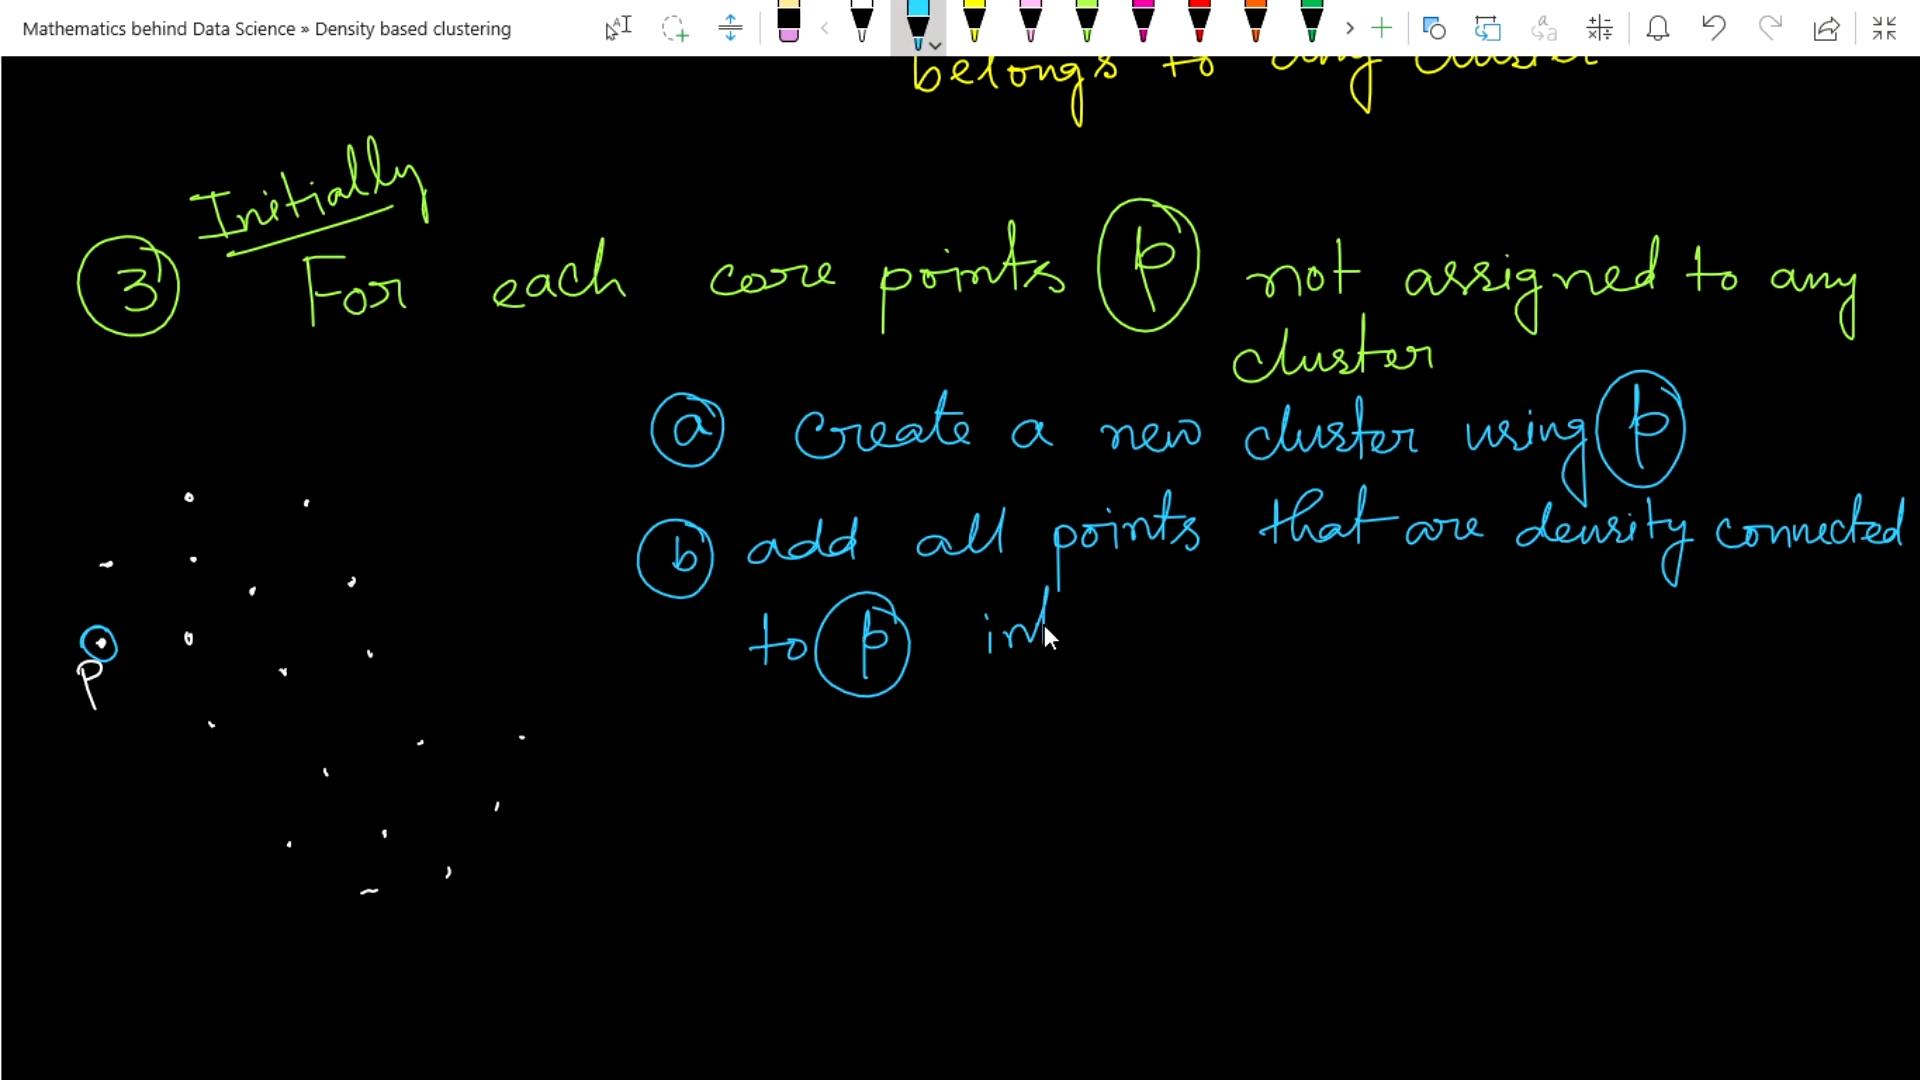 Mathematics behind Data Science » Density based clustering
belongs to any cluster
Initially
3 For each core points p not assigned to any
cluster
a Create a new cluster using p
b add all points that are density connected
to p int
P